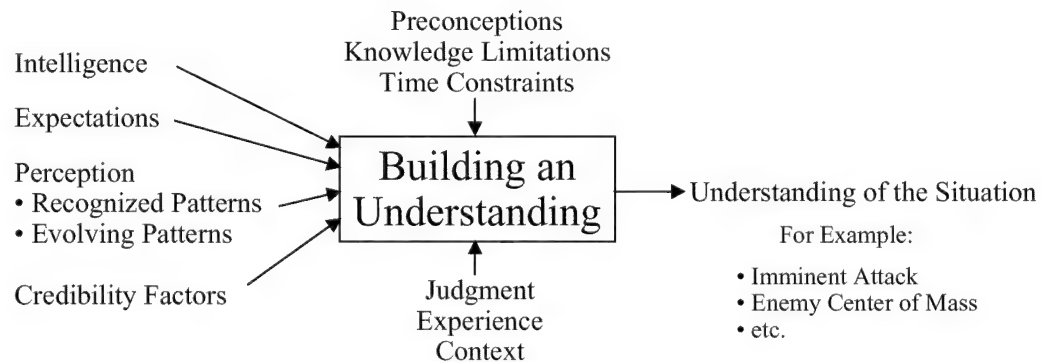 Preconceptions
Knowledge Limitations
Time Constraints
Intelligence
Expectations
Perception
• Recognized Patterns
• Evolving Patterns
Credibility Factors
Building an
Understanding
Understanding of the Situation
For Example:
• Imminent Attack
• Enemy Center of Mass
• etc.
Judgment
Experience
Context